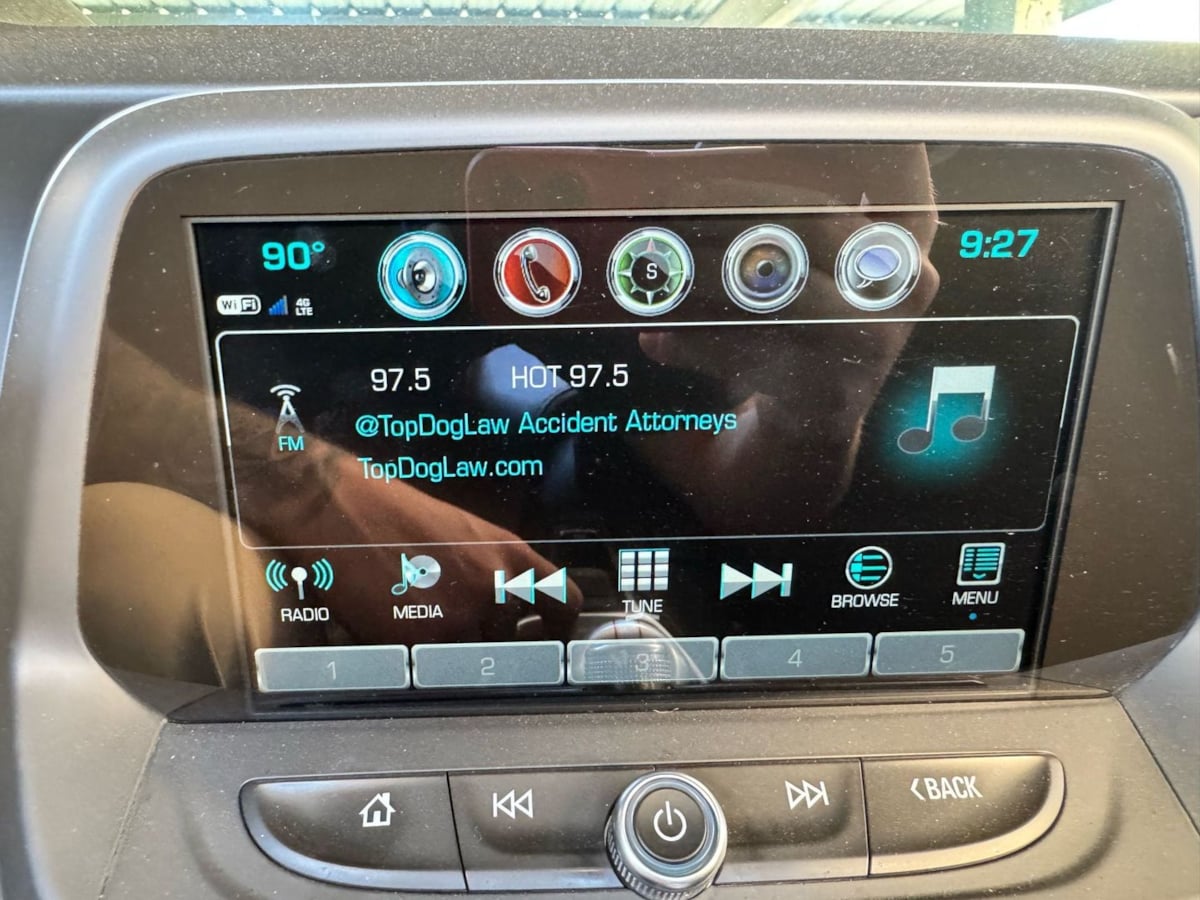 90° 9:27
WiFi 4G LTE
S
97.5 HOT 97.5
@TopDogLaw Accident Attorneys
FM
TopDogLaw.com
RADIO MEDIA TUNE BROWSE MENU
1 2 3 4 5
BACK